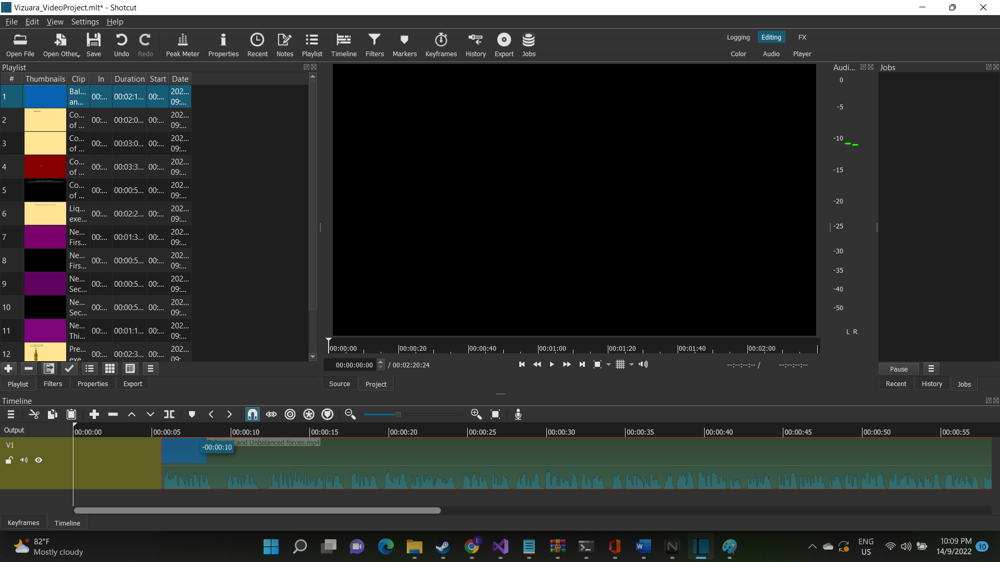 Vizuara_VideoProject.mlt* - Shotcut
File Edit View Settings Help
Open File Open Other... Save Undo Redo Peak Meter Properties Recent Notes Playlist Timeline Filters Markers Keyframes History Export Jobs
Logging Editing FX
Color Audio Player
Playlist
# Thumbnails Clip In Duration Start Date
1 Bal... an... 00:... 00:02:1... 00:... 202... 09:...
2 Co... of ... 00:... 00:02:0... 00:... 202... 09:...
3 Co... of ... 00:... 00:03:0... 00:... 202... 09:...
4 Co... of ... 00:... 00:03:3... 00:... 202... 09:...
5 Co... of ... 00:... 00:00:5... 00:... 202... 09:...
6 Liq... exe... 00:... 00:02:2... 00:... 202... 09:...
7 Ne... Firs... 00:... 00:01:3... 00:... 202... 09:...
8 Ne... Firs... 00:... 00:00:5... 00:... 202... 09:...
9 Ne... Sec... 00:... 00:00:5... 00:... 202... 09:...
10 Ne... Sec... 00:... 00:00:5... 00:... 202... 09:...
11 Ne... Thi... 00:... 00:01:1... 00:... 202... 09:...
12 Pre... exe 00:... 00:02:3... 00:... 202... 09:
Playlist Filters Properties Export
00:00:00 00:00:20 00:00:40 00:01:00 00:01:20 00:01:40 00:02:00
00:00:00:00 / 00:02:20:24
--:--:--:-- / --:--:--:--
Source Project
Audi...
0
-5
-10
-15
-20
-25
-30
-35
-40
-50
L R
Jobs
Pause
Recent History Jobs
Timeline
Output
00:00:00 00:00:05 00:00:10 00:00:15 00:00:20 00:00:25 00:00:30 00:00:35 00:00:40 00:00:45 00:00:50 00:00:55
V1
and Unbalanced forces.mp4
-00:00:10
Keyframes Timeline
82°F
Mostly cloudy
E
ENG
US
10:09 PM
14/9/2022
10